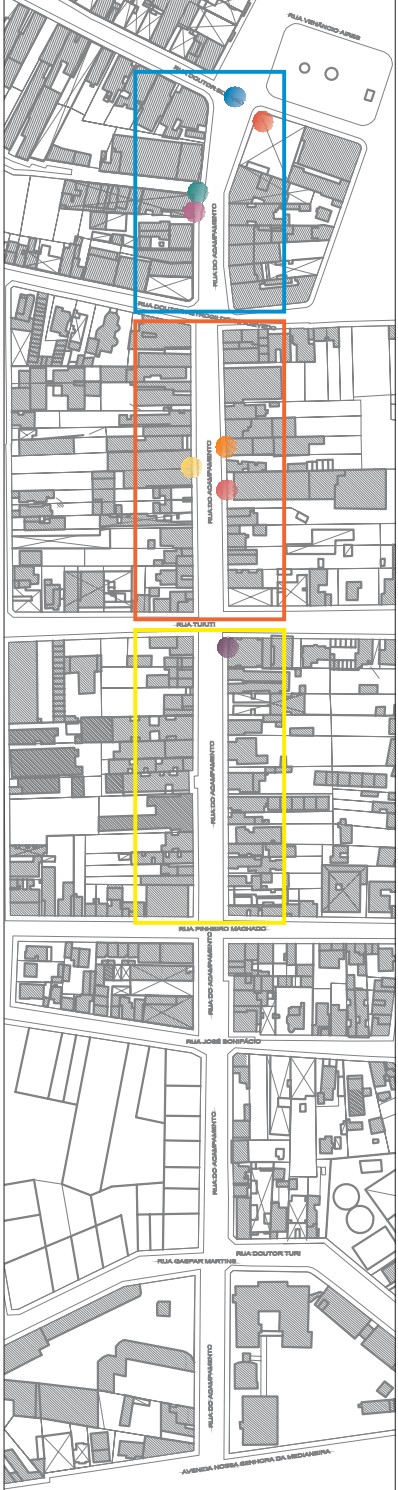 RUA VENÂNCIO AIRES
RUA DO ACAMPAMENTO
RUA DO ACAMPAMENTO
RUA TUIUTI
RUA DO ACAMPAMENTO
RUA PINHEIRO MACHADO
RUA DO ACAMPAMENTO
RUA JOSÉ BONIFÁCIO
RUA DO ACAMPAMENTO
RUA DOUTOR TURI
RUA GASPAR MARTINS
RUA DO ACAMPAMENTO
AVENIDA NOSSA SENHORA DA MEDIANEIRA